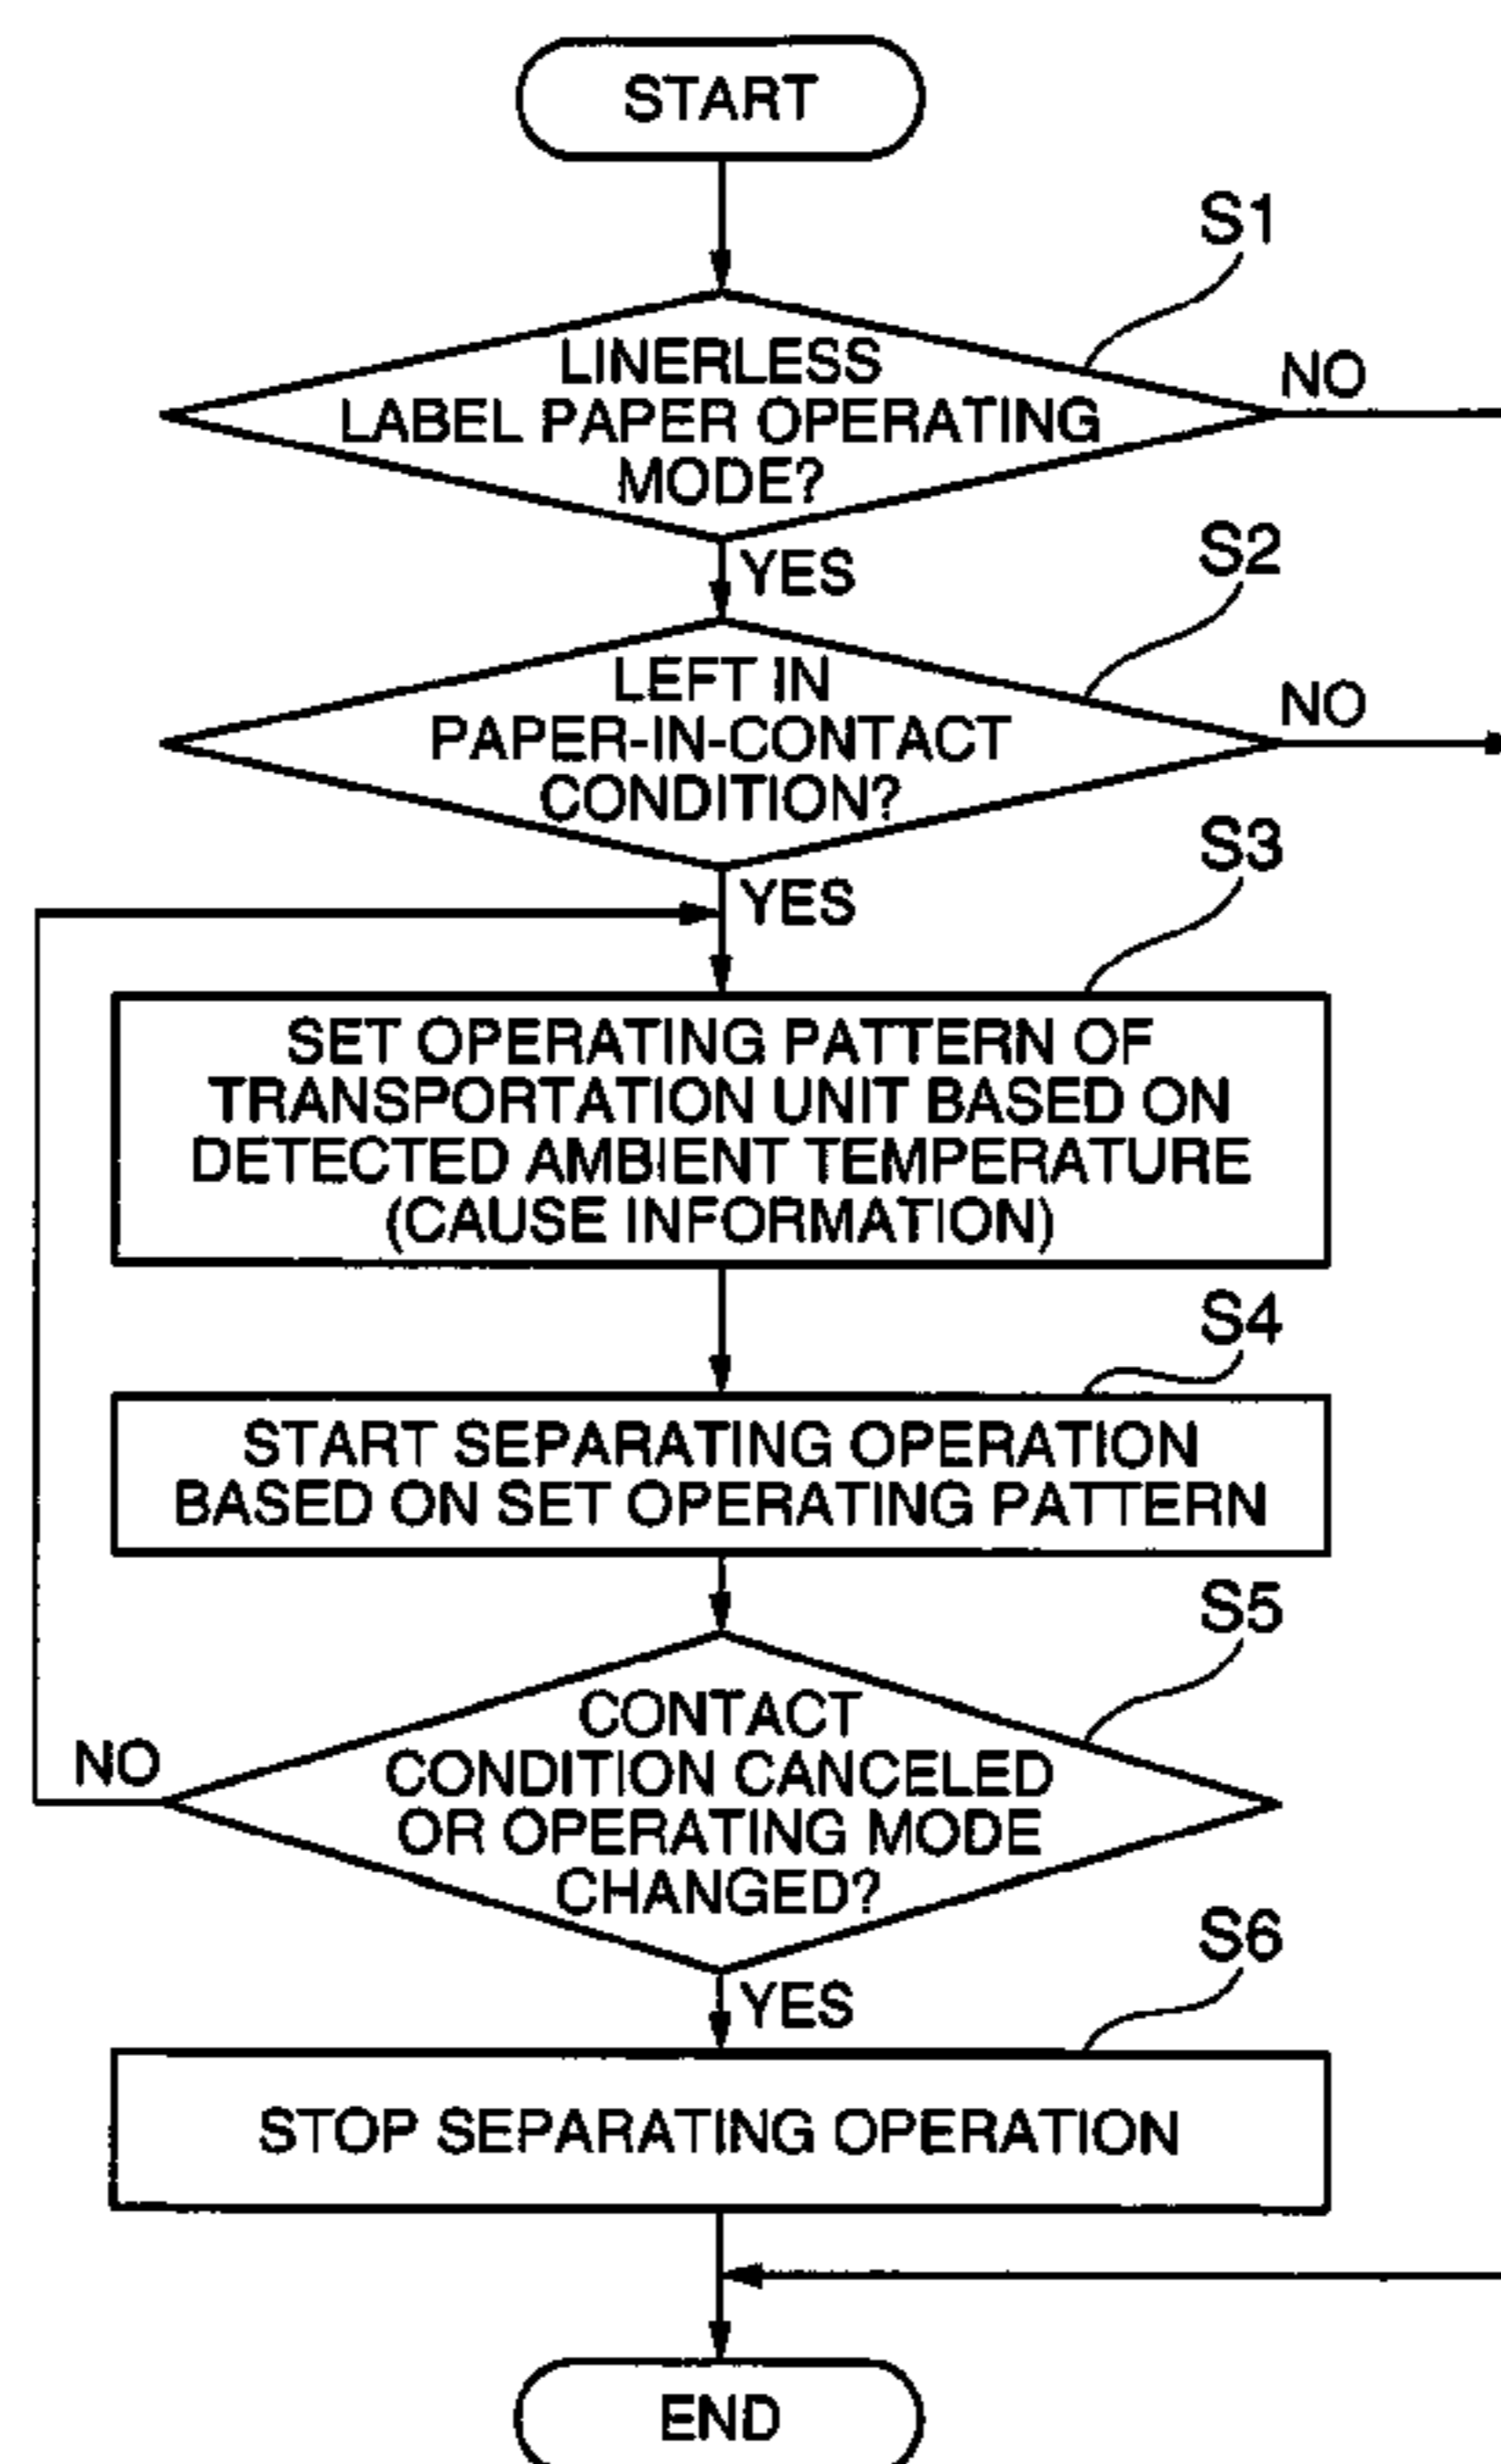 START
S1
LINERLESS
LABEL PAPER OPERATING
MODE?
NO
YES
S2
LEFT IN
PAPER-IN-CONTACT
CONDITION?
NO
YES
S3
SET OPERATING PATTERN OF
TRANSPORTATION UNIT BASED ON
DETECTED AMBIENT TEMPERATURE
(CAUSE INFORMATION)
S4
START SEPARATING OPERATION
BASED ON SET OPERATING PATTERN
S5
CONTACT
CONDITION CANCELED
OR OPERATING MODE
CHANGED?
NO
YES
S6
STOP SEPARATING OPERATION
END